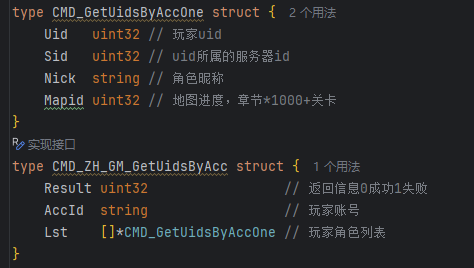 type CMD_GetUidsByAccOne struct { 2 个用法
Uid uint32 // 玩家uid
Sid uint32 // uid所属的服务器id
Nick string // 角色昵称
Mapid uint32 // 地图进度，章节*1000+关卡
}
实现接口
type CMD_ZH_GM_GetUidsByAcc struct { 1 个用法
Result uint32 // 返回信息0成功1失败
AccId string // 玩家账号
Lst []*CMD_GetUidsByAccOne // 玩家角色列表
}